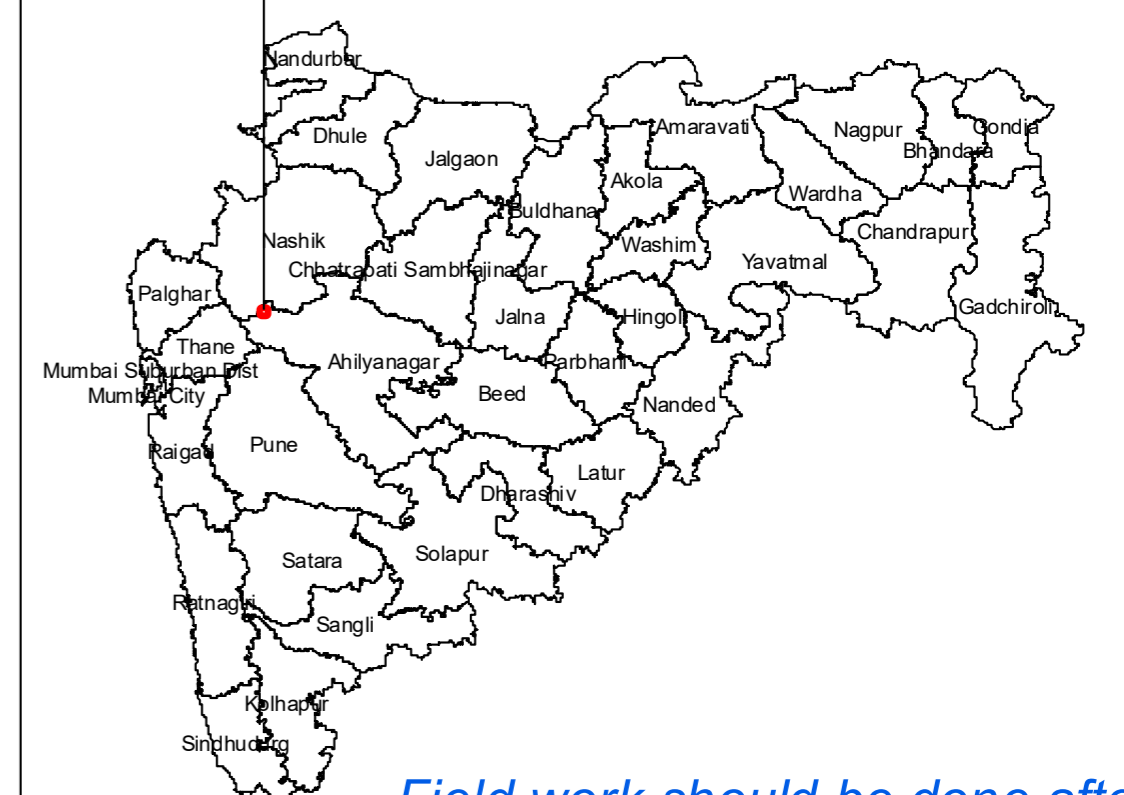 Nandurbar
Dhule
Jalgaon
Amaravati
Nagpur
Gondia
Bhandara
Akola
Wardha
Buldhana
Nashik
Washim
Chandrapur
Chhatrapati Sambhajinagar
Yavatmal
Palghar
Gadchiroli
Jalna
Hingoli
Thane
Ahilyanagar
Parbhani
Mumbai Suburban Dist
Mumbai City
Beed
Nanded
Pune
Raigad
Latur
Dharashiv
Solapur
Satara
Ratnagiri
Sangli
Kolhapur
Sindhudurg
Field work should be done afte